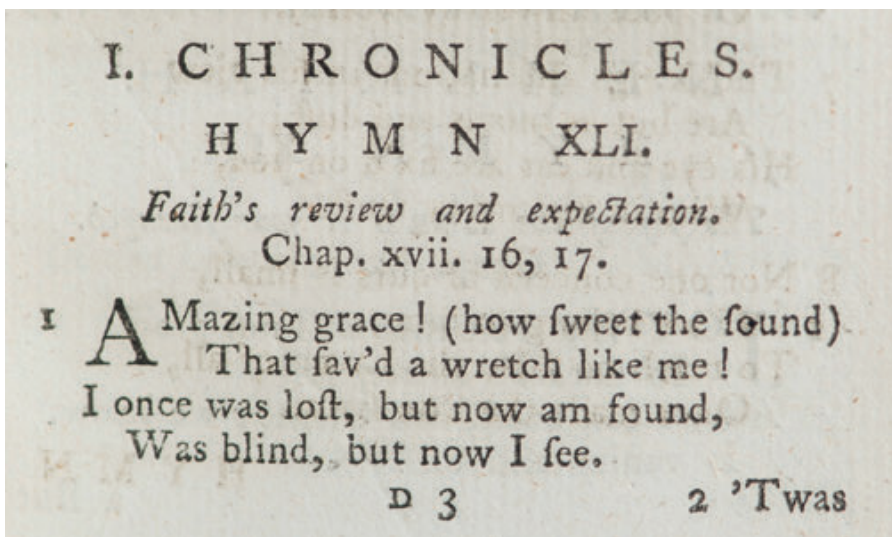 I. CHRONICLES.
HYMN XLI.
Faith's review and expectation.
Chap. xvii. 16, 17.
1 AMazing grace! (how ſweet the ſound)
That ſav'd a wretch like me!
I once was loſt, but now am found,
Was blind, but now I ſee.
D 3 2 'Twas